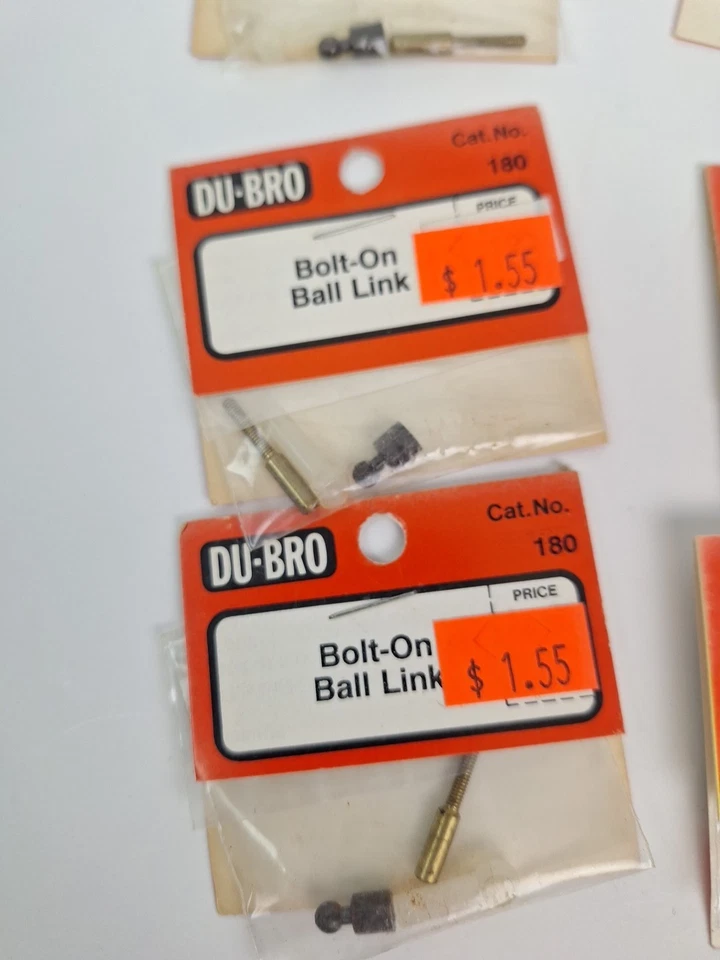 DU-BRO
Cat.No.
180
PRICE
Bolt-On
Ball Link
$ 1.55
DU-BRO
Cat.No.
180
PRICE
Bolt-On
Ball Link
$ 1.55